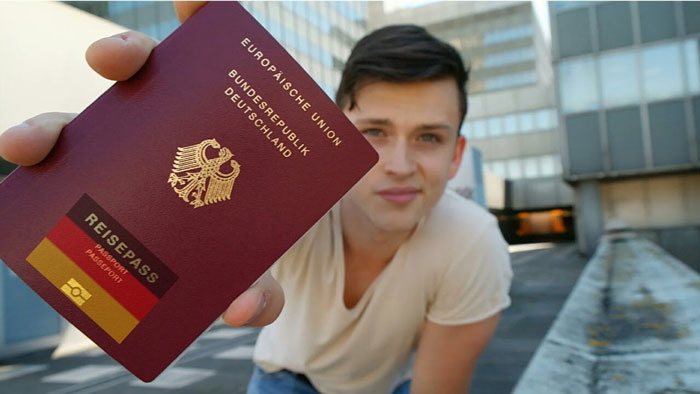 EUROPÄISCHE UNION
BUNDESREPUBLIK
DEUTSCHLAND
REISEPASS
PASSPORT
PASSEPORT